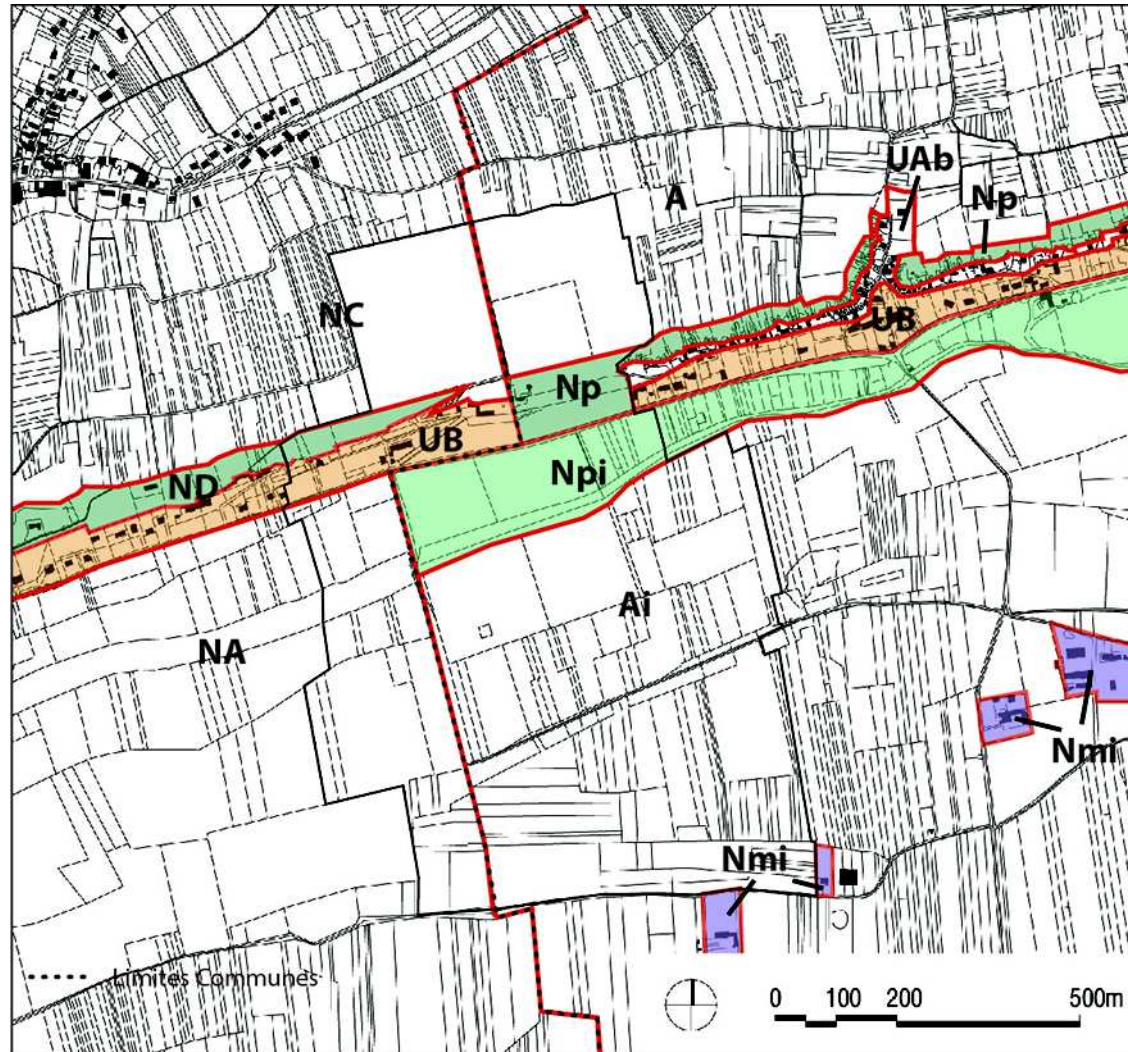 UAb
Np
A
NC
UB
Np
UB
ND
Npi
Ai
NA
Nmi
Nmi
Limites Communes
0 100 200 500m